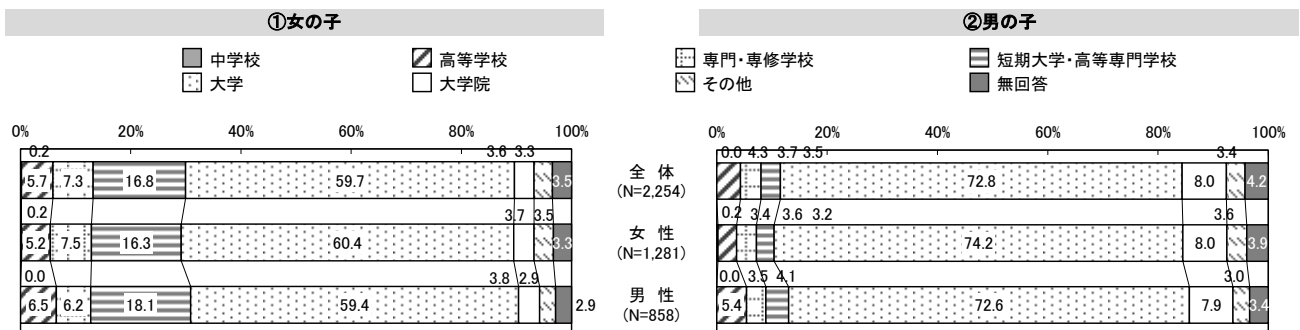 ①女の子 ②男の子
中学校 高等学校 専門・専修学校 短期大学・高等専門学校
大学 大学院 その他 無回答
0% 20% 40% 60% 80% 100% 0% 20% 40% 60% 80% 100%
0.2 3.6 3.3 0.0 4.3 3.7 3.5 3.4
5.7 7.3 16.8 59.7 3.5 全 体 72.8 8.0 4.2
(N=2,254)
0.2 3.7 3.5 0.2 3.4 3.6 3.2 3.6
5.2 7.5 16.3 60.4 3.3 女 性 74.2 8.0 3.9
(N=1,281)
0.0 3.8 2.9 0.0 3.5 4.1 3.0
6.5 6.2 18.1 59.4 2.9 男 性 5.4 72.6 7.9 3.4
(N=858)